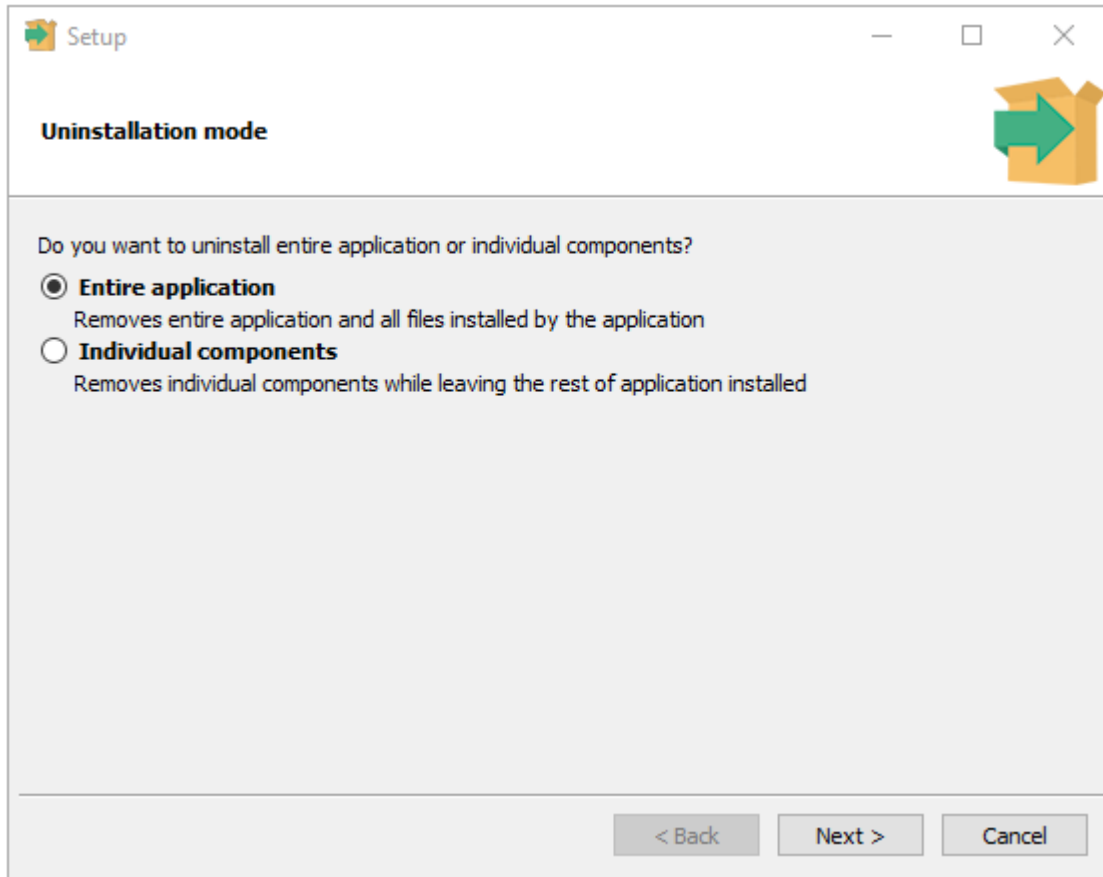 Setup
Uninstallation mode
Do you want to uninstall entire application or individual components?
Entire application
Removes entire application and all files installed by the application
Individual components
Removes individual components while leaving the rest of application installed
< Back Next > Cancel